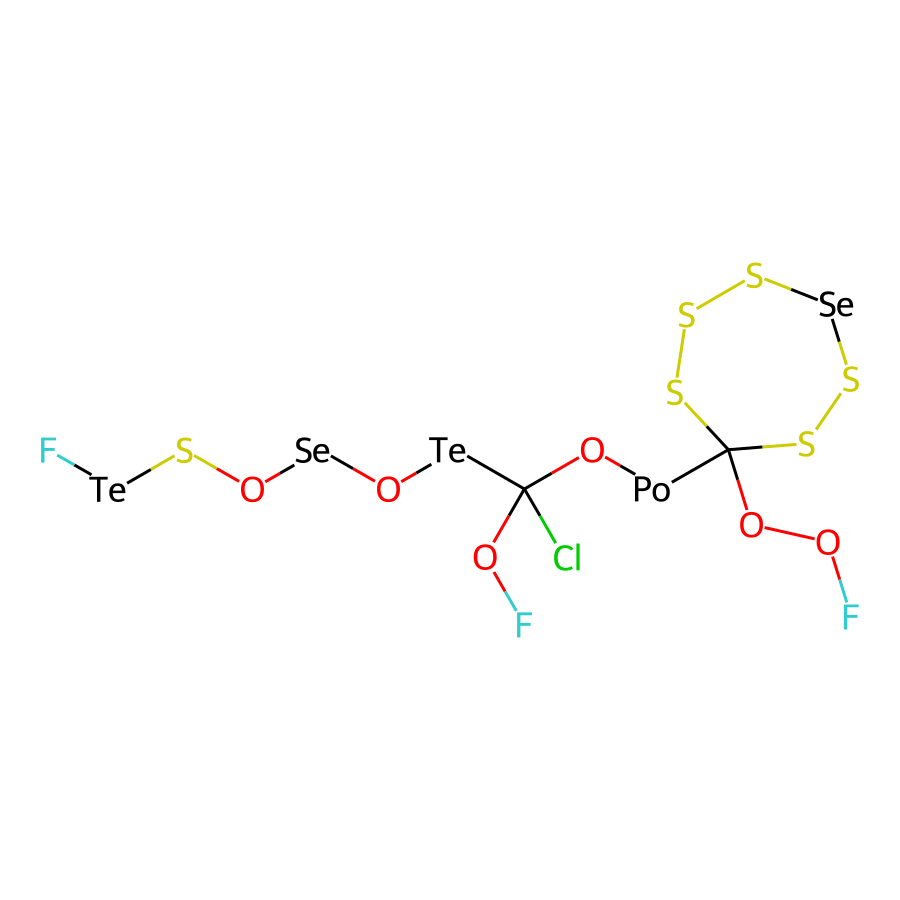 S
S Se
S
S S
F S Se Te O S
Te O O Po
O O
O Cl
F F